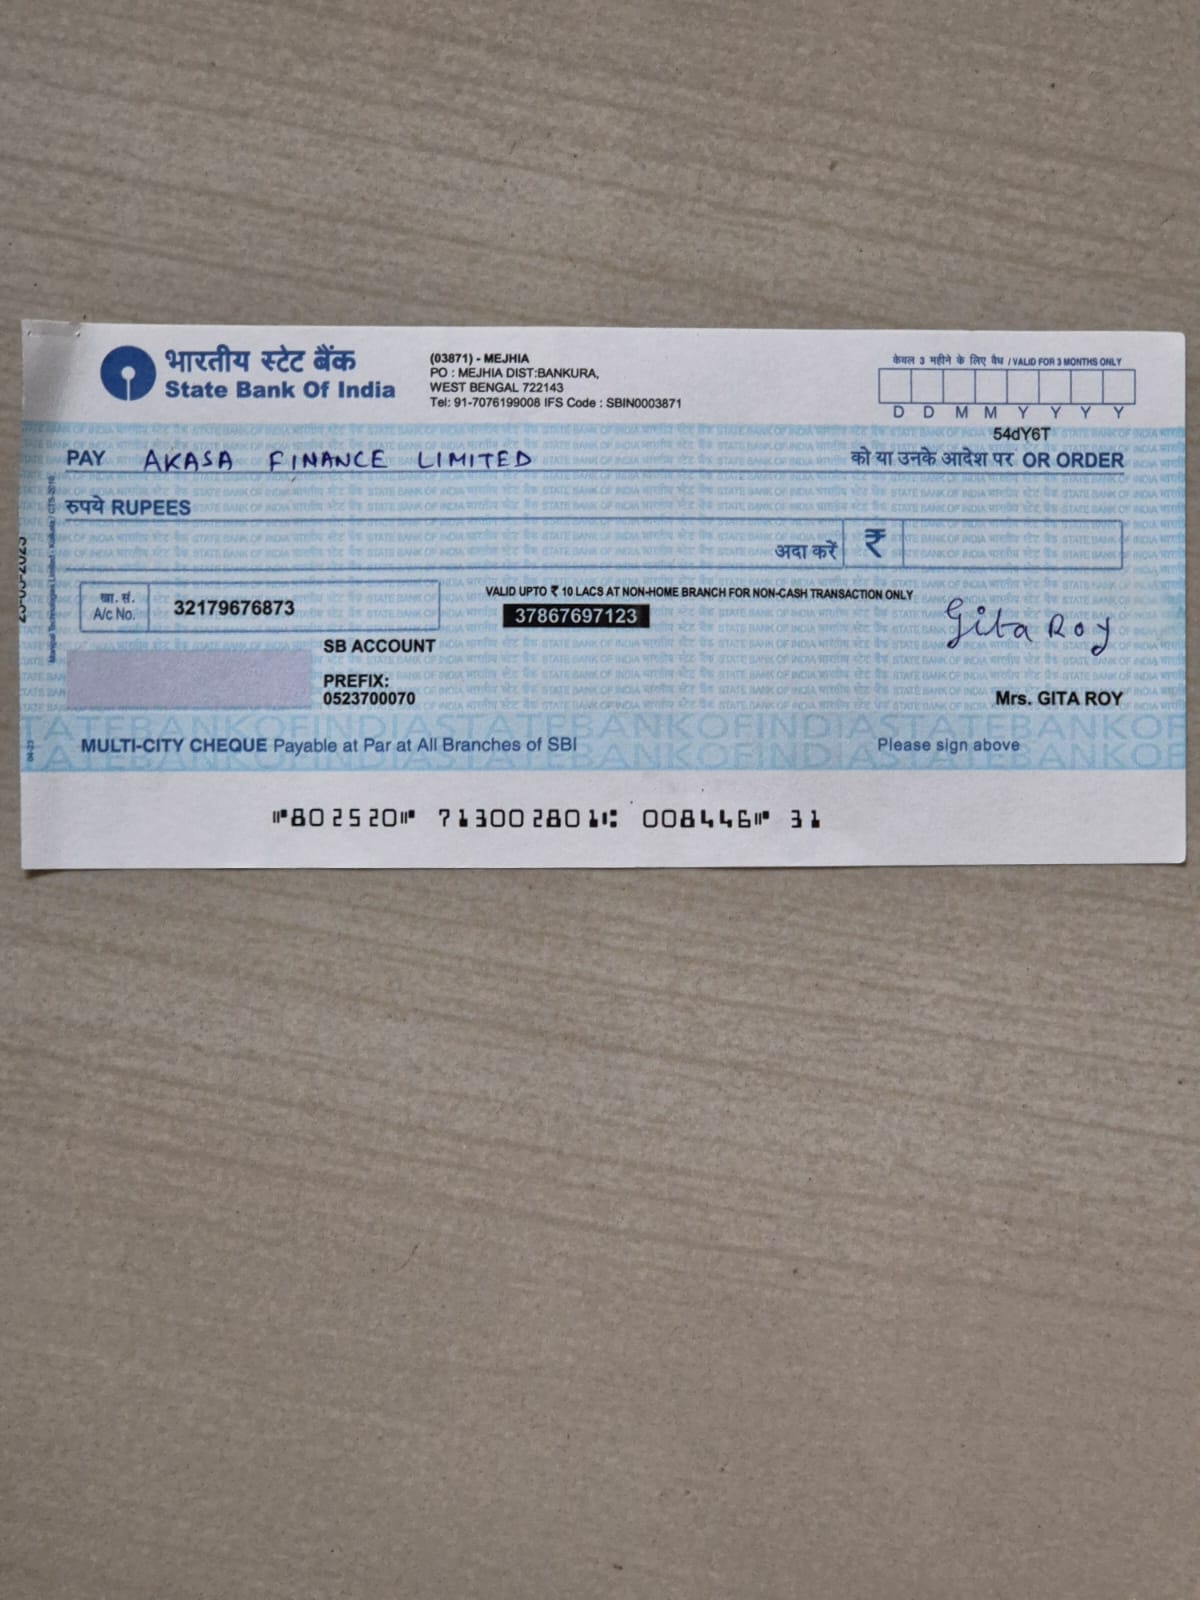 भारतीय स्टेट बैंक
State Bank Of India
(03871) - MEJHIA
PO : MEJHIA DIST:BANKURA,
WEST BENGAL 722143
Tel: 91-7076199008 IFS Code : SBIN0003871
केवल 3 महीने के लिए वैध / VALID FOR 3 MONTHS ONLY
D D M M Y Y Y Y
54dY6T
PAY AKASA FINANCE LIMITED को या उनके आदेश पर OR ORDER
रुपये RUPEES
अदा करें ₹
खा. सं.
A/c No. 32179676873
VALID UPTO ₹ 10 LACS AT NON-HOME BRANCH FOR NON-CASH TRANSACTION ONLY
37867697123
Gita Roy
SB ACCOUNT
PREFIX:
0523700070
Mrs. GITA ROY
STATEBANKOFINDIASTATEBANKOFINDIASTATEBANKOF
MULTI-CITY CHEQUE Payable at Par at All Branches of SBI
Please sign above
⑈802520⑈ 713002801⑆ 008446⑈ 31